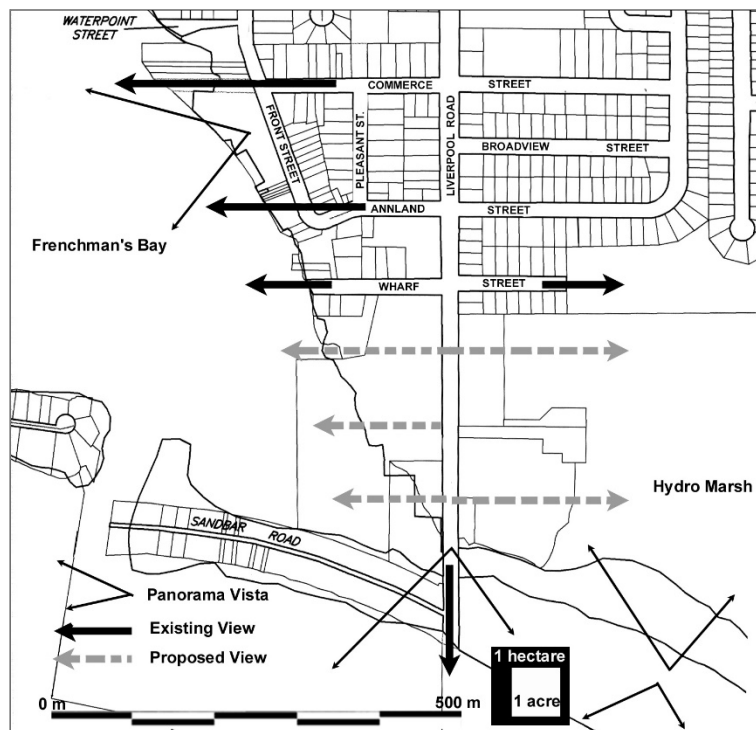 WATERPOINT
STREET
COMMERCE STREET
FRONT STREET
PLEASANT ST.
LIVERPOOL ROAD
BROADVIEW STREET
ANNLAND STREET
Frenchman's Bay
WHARF STREET
Hydro Marsh
SANDBAR ROAD
Panorama Vista
Existing View
Proposed View
1 hectare
1 acre
0 m
500 m